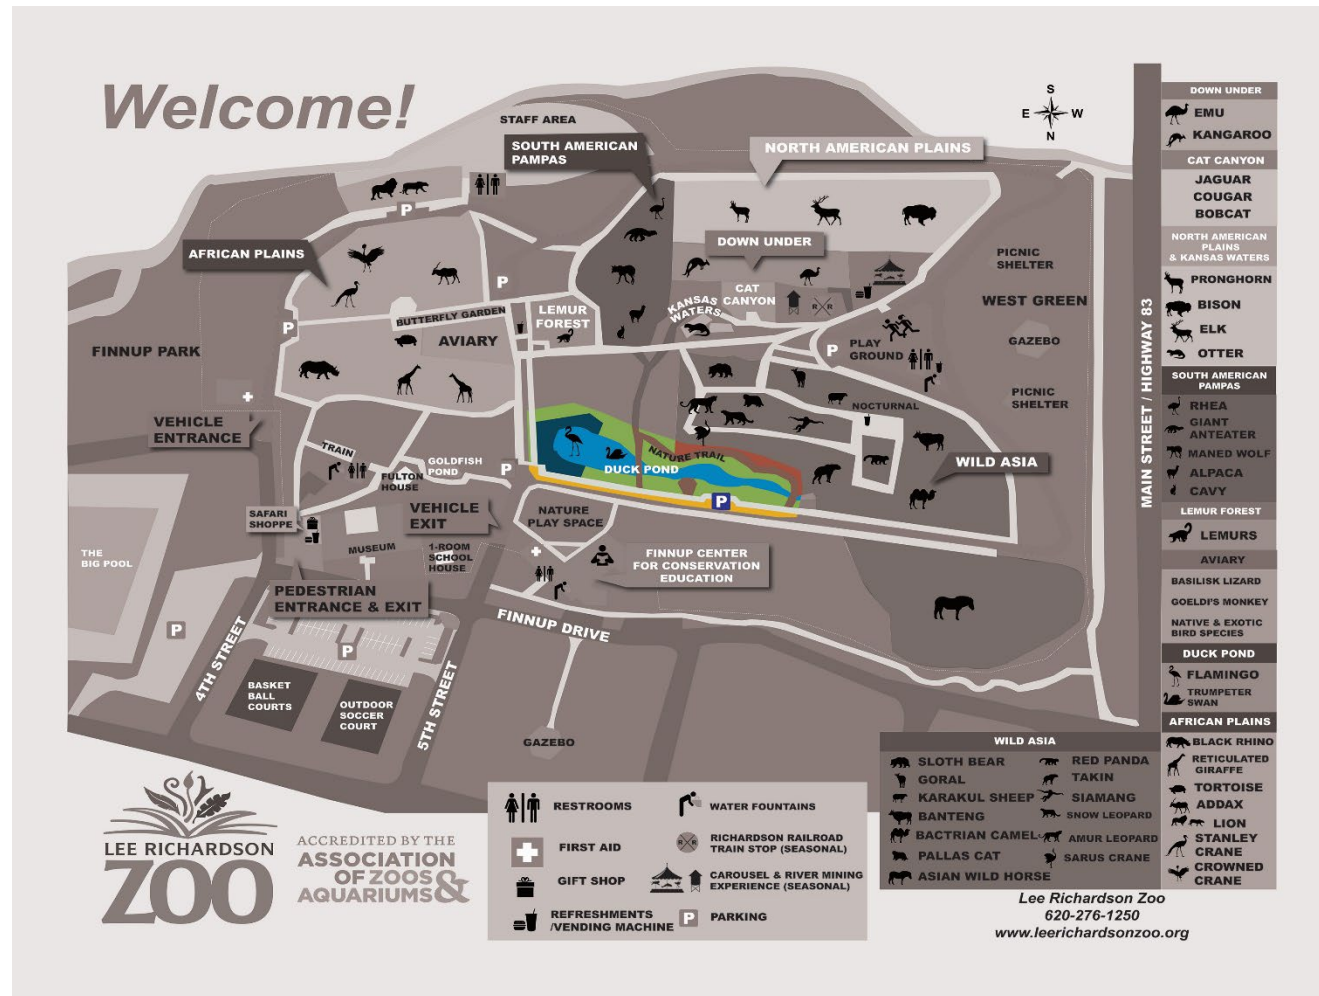 Welcome!
STAFF AREA
SOUTH AMERICAN
PAMPAS
NORTH AMERICAN PLAINS
S
E
W
N
P
AFRICAN PLAINS
DOWN UNDER
PICNIC
SHELTER
P
CAT
CANYON
KANSAS
WATERS
R R
WEST GREEN
BUTTERFLY GARDEN
LEMUR
FOREST
P
AVIARY
FINNUP PARK
P
PLAY
GROUND
GAZEBO
PICNIC
SHELTER
NOCTURNAL
VEHICLE
ENTRANCE
TRAIN
GOLDFISH
POND
P
FULTON
HOUSE
NATURE TRAIL
DUCK POND
WILD ASIA
P
SAFARI
SHOPPE
VEHICLE
EXIT
NATURE
PLAY SPACE
MUSEUM
1-ROOM
SCHOOL
HOUSE
FINNUP CENTER
FOR CONSERVATION
EDUCATION
THE
BIG POOL
PEDESTRIAN
ENTRANCE & EXIT
FINNUP DRIVE
P
P
4TH STREET
BASKET
BALL
COURTS
OUTDOOR
SOCCER
COURT
5TH STREET
GAZEBO
MAIN STREET / HIGHWAY 83
DOWN UNDER
EMU
KANGAROO
CAT CANYON
JAGUAR
COUGAR
BOBCAT
NORTH AMERICAN
PLAINS
& KANSAS WATERS
PRONGHORN
BISON
ELK
OTTER
SOUTH AMERICAN
PAMPAS
RHEA
GIANT
ANTEATER
MANED WOLF
ALPACA
CAVY
LEMUR FOREST
LEMURS
AVIARY
BASILISK LIZARD
GOELDI'S MONKEY
NATIVE & EXOTIC
BIRD SPECIES
DUCK POND
FLAMINGO
TRUMPETER
SWAN
AFRICAN PLAINS
BLACK RHINO
RETICULATED
GIRAFFE
TORTOISE
ADDAX
LION
STANLEY
CRANE
CROWNED
CRANE
WILD ASIA
SLOTH BEAR
GORAL
KARAKUL SHEEP
BANTENG
BACTRIAN CAMEL
PALLAS CAT
ASIAN WILD HORSE
RED PANDA
TAKIN
SIAMANG
SNOW LEOPARD
AMUR LEOPARD
SARUS CRANE
RESTROOMS
FIRST AID
GIFT SHOP
REFRESHMENTS
/VENDING MACHINE
WATER FOUNTAINS
R R
RICHARDSON RAILROAD
TRAIN STOP (SEASONAL)
CAROUSEL & RIVER MINING
EXPERIENCE (SEASONAL)
P PARKING
LEE RICHARDSON
ZOO
ACCREDITED BY THE
ASSOCIATION
OF ZOOS
AQUARIUMS &
Lee Richardson Zoo
620-276-1250
www.leerichardsonzoo.org